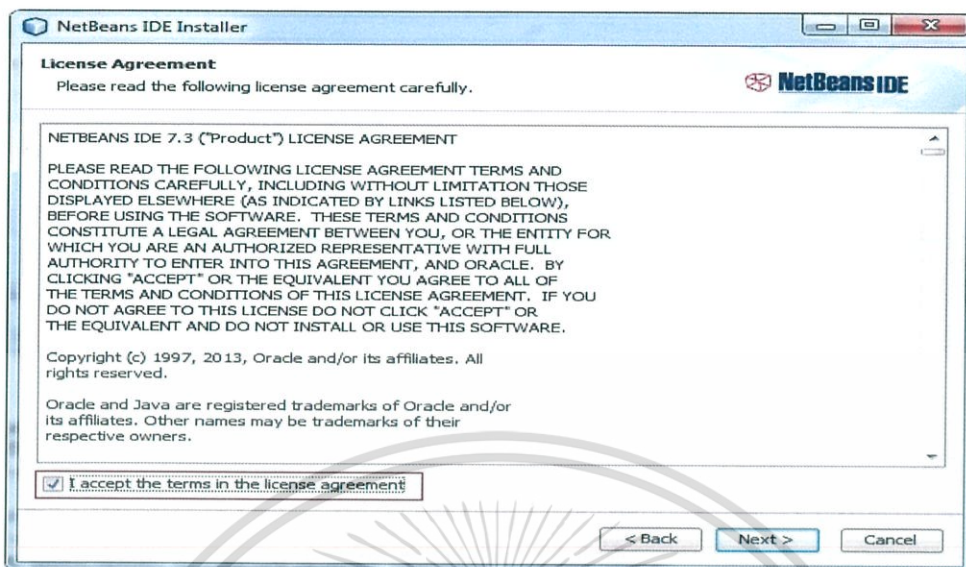 NetBeans IDE Installer
License Agreement
Please read the following license agreement carefully.
NetBeans IDE
NETBEANS IDE 7.3 ("Product") LICENSE AGREEMENT
PLEASE READ THE FOLLOWING LICENSE AGREEMENT TERMS AND
CONDITIONS CAREFULLY, INCLUDING WITHOUT LIMITATION THOSE
DISPLAYED ELSEWHERE (AS INDICATED BY LINKS LISTED BELOW),
BEFORE USING THE SOFTWARE. THESE TERMS AND CONDITIONS
CONSTITUTE A LEGAL AGREEMENT BETWEEN YOU, OR THE ENTITY FOR
WHICH YOU ARE AN AUTHORIZED REPRESENTATIVE WITH FULL
AUTHORITY TO ENTER INTO THIS AGREEMENT, AND ORACLE. BY
CLICKING "ACCEPT" OR THE EQUIVALENT YOU AGREE TO ALL OF
THE TERMS AND CONDITIONS OF THIS LICENSE AGREEMENT. IF YOU
DO NOT AGREE TO THIS LICENSE DO NOT CLICK "ACCEPT" OR
THE EQUIVALENT AND DO NOT INSTALL OR USE THIS SOFTWARE.
Copyright (c) 1997, 2013, Oracle and/or its affiliates. All
rights reserved.
Oracle and Java are registered trademarks of Oracle and/or
its affiliates. Other names may be trademarks of their
respective owners.
I accept the terms in the license agreement
< Back Next > Cancel